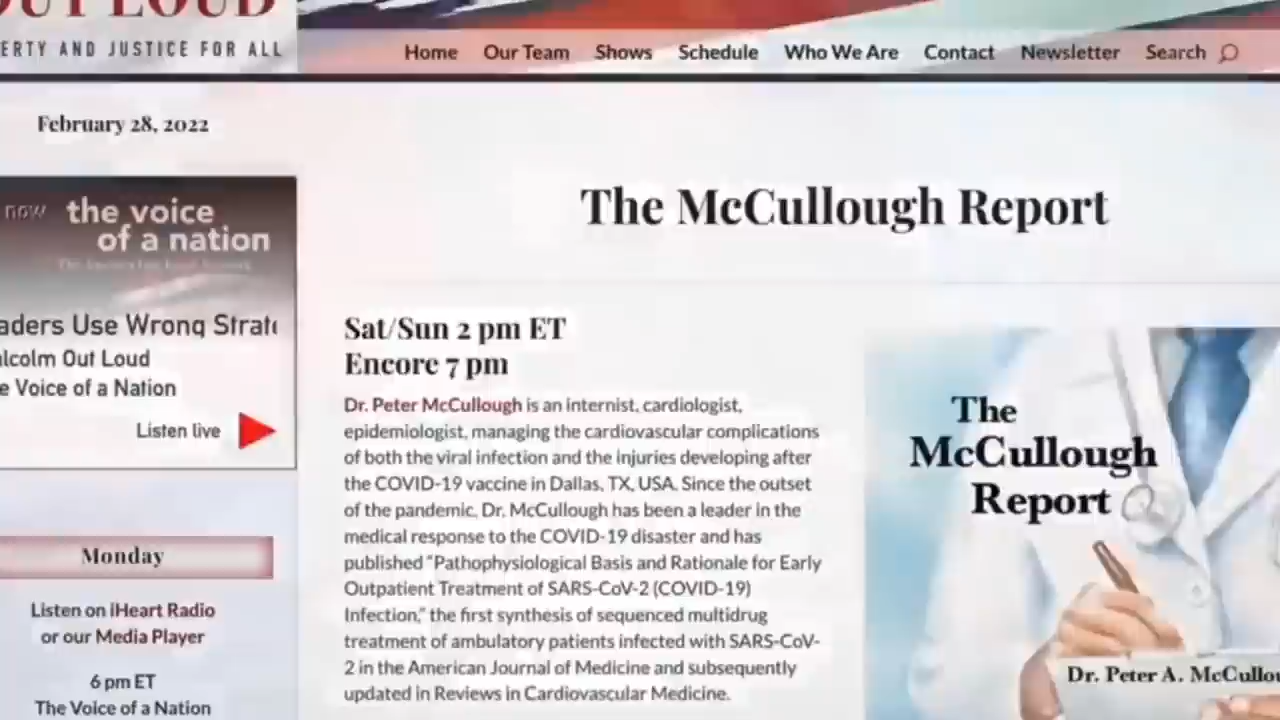 OUT LOUD
ERTY AND JUSTICE FOR ALL
Home Our Team Shows Schedule Who We Are Contact Newsletter Search
February 28, 2022
now the voice
of a nation
aders Use Wrong Strate
alcolm Out Loud
e Voice of a Nation
Listen live
Monday
Listen on iHeart Radio
or our Media Player
6 pm ET
The Voice of a Nation
The McCullough Report
Sat/Sun 2 pm ET
Encore 7 pm
Dr. Peter McCullough is an internist, cardiologist,
epidemiologist, managing the cardiovascular complications
of both the viral infection and the injuries developing after
the COVID-19 vaccine in Dallas, TX, USA. Since the outset
of the pandemic, Dr. McCullough has been a leader in the
medical response to the COVID-19 disaster and has
published "Pathophysiological Basis and Rationale for Early
Outpatient Treatment of SARS-CoV-2 (COVID-19)
Infection," the first synthesis of sequenced multidrug
treatment of ambulatory patients infected with SARS-CoV-
2 in the American Journal of Medicine and subsequently
updated in Reviews in Cardiovascular Medicine.
The
McCullough
Report
Dr. Peter A. McCullou